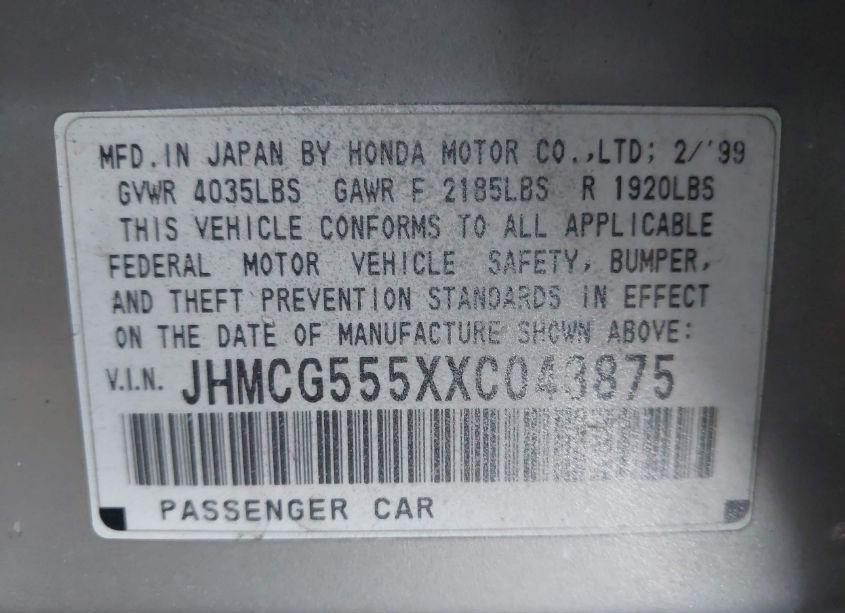 MFD. IN JAPAN BY HONDA MOTOR CO.,LTD; 2/'99
GVWR 4035LBS GAWR F 2185LBS R 1920LBS
THIS VEHICLE CONFORMS TO ALL APPLICABLE
FEDERAL MOTOR VEHICLE SAFETY, BUMPER,
AND THEFT PREVENTION STANDARDS IN EFFECT
ON THE DATE OF MANUFACTURE SHOWN ABOVE:
V.I.N. JHMCG555XXC043875
PASSENGER CAR